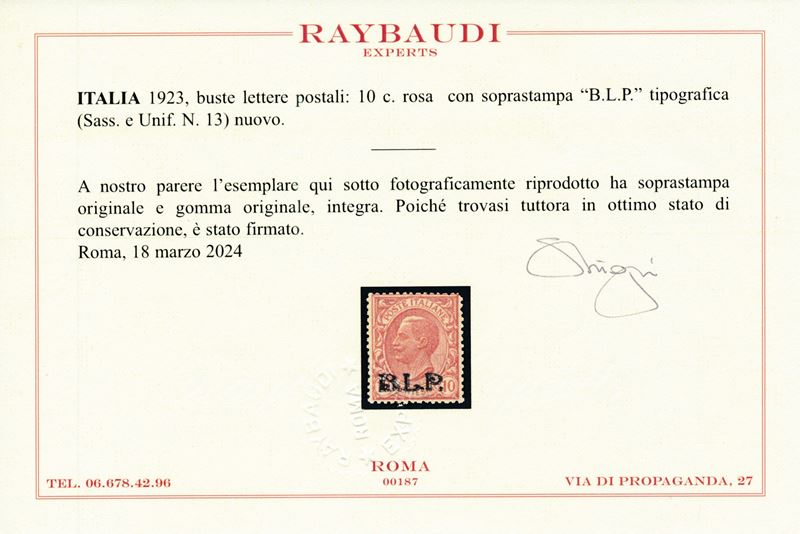 RAYBAUDI
EXPERTS
ITALIA 1923, buste lettere postali: 10 c. rosa con soprastampa “B.L.P.” tipografica
(Sass. e Unif. N. 13) nuovo.
A nostro parere l’esemplare qui sotto fotograficamente riprodotto ha soprastampa
originale e gomma originale, integra. Poiché trovasi tuttora in ottimo stato di
conservazione, è stato firmato.
Roma, 18 marzo 2024
POSTE ITALIANE
B.L.P.
10
RAYBAUDI
EXP
ROMA
ROMA
00187
TEL. 06.678.42.96
VIA DI PROPAGANDA, 27